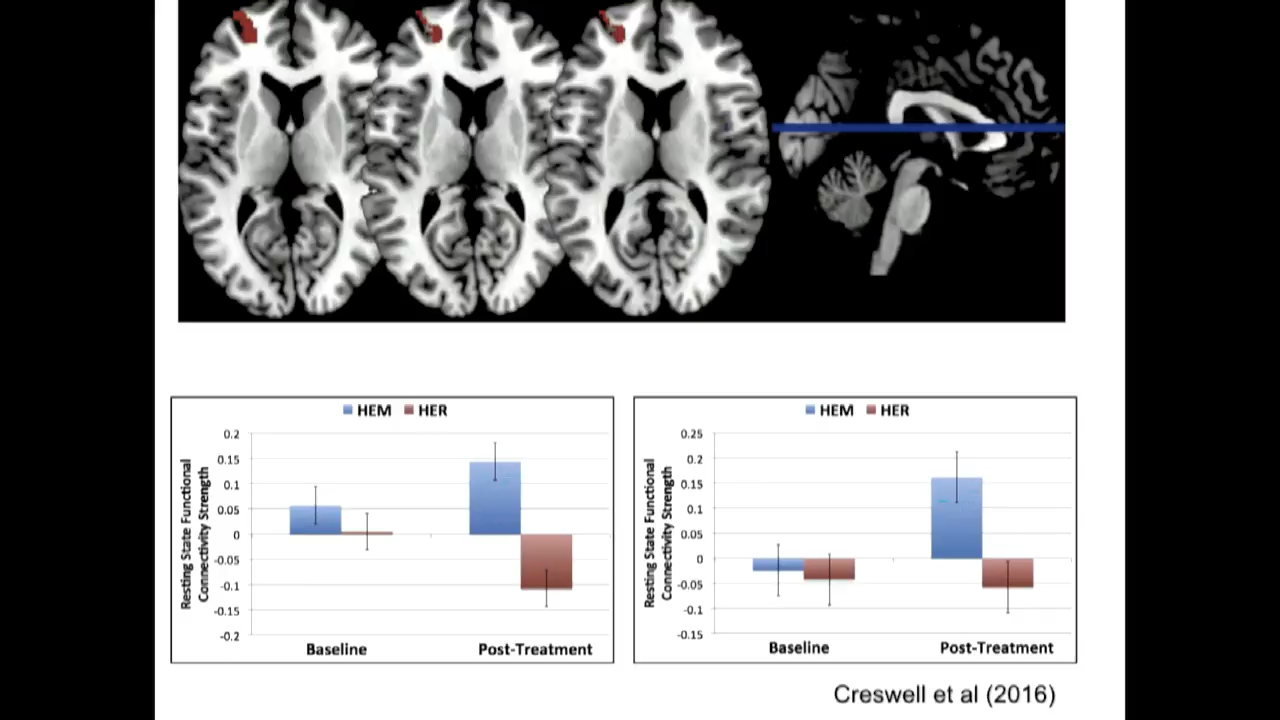 HEM HER
0.2
0.15
0.1
0.05
0
-0.05
-0.1
-0.15
-0.2
Resting State Functional
Connectivity Strength
Baseline Post-Treatment
HEM HER
0.25
0.2
0.15
0.1
0.05
0
-0.05
-0.1
-0.15
Resting State Functional
Connectivity Strength
Baseline Post-Treatment
Creswell et al (2016)